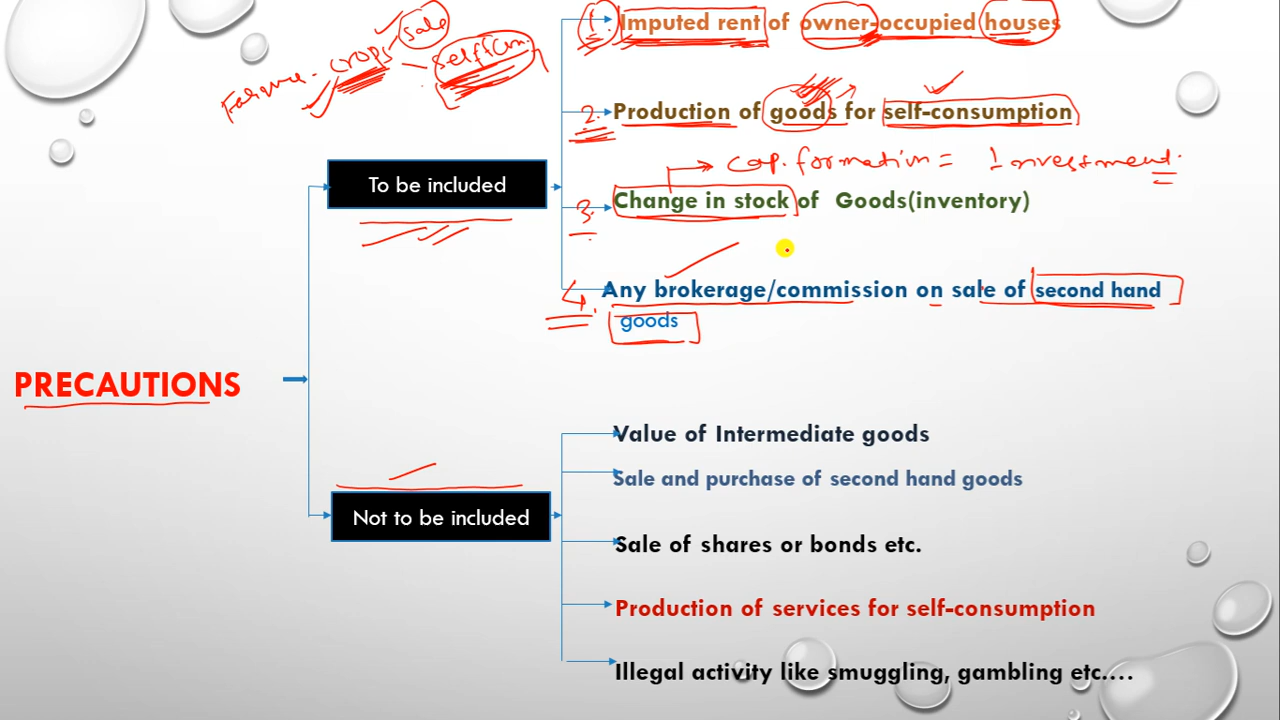 1. Imputed rent of owner-occupied houses
Farmer - crops
sale
self Con.
2. Production of goods for self-consumption
→ Cap. formation = Investment.
To be included
3. Change in stock of Goods(inventory)
4. Any brokerage/commission on sale of second hand
goods
PRECAUTIONS
Value of Intermediate goods
Sale and purchase of second hand goods
Not to be included
Sale of shares or bonds etc.
Production of services for self-consumption
Illegal activity like smuggling, gambling etc....